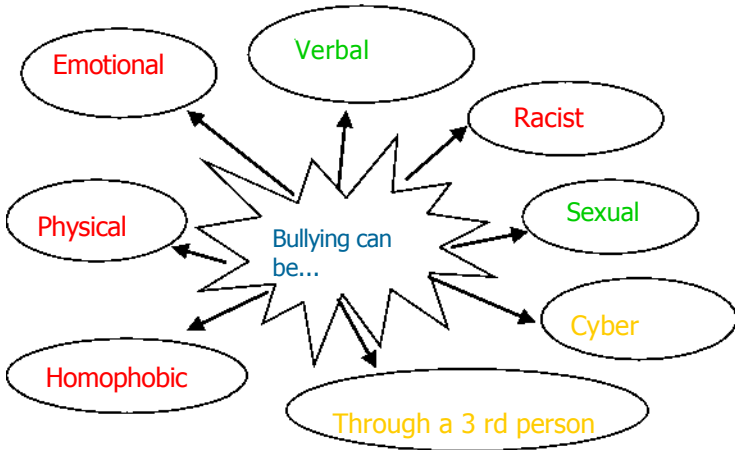 Verbal
Emotional
Racist
Sexual
Physical
Bullying can
be...
Cyber
Homophobic
Through a 3 rd person